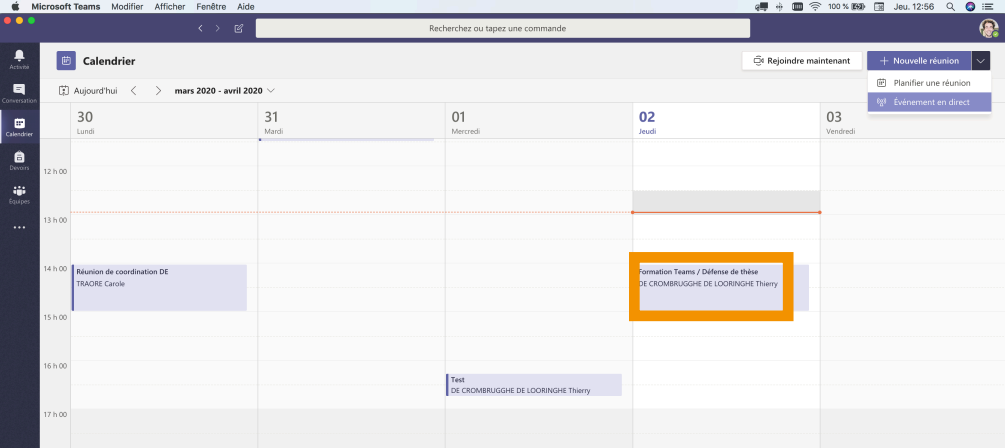 Microsoft Teams Modifier Afficher Fenêtre Aide 100 % Jeu. 12:56
Recherchez ou tapez une commande
Activité
Conversation
Calendrier
Devoirs
Équipes
Calendrier
Rejoindre maintenant
+ Nouvelle réunion
Planifier une réunion
Événement en direct
Aujourd'hui < > mars 2020 - avril 2020
30 31 01 02 03
Lundi Mardi Mercredi Jeudi Vendredi
12 h 00
13 h 00
14 h 00
Réunion de coordination DE
TRAORE Carole
Formation Teams / Défense de thèse
DE CROMBRUGGHE DE LOORINGHE Thierry
15 h 00
16 h 00
Test
DE CROMBRUGGHE DE LOORINGHE Thierry
17 h 00